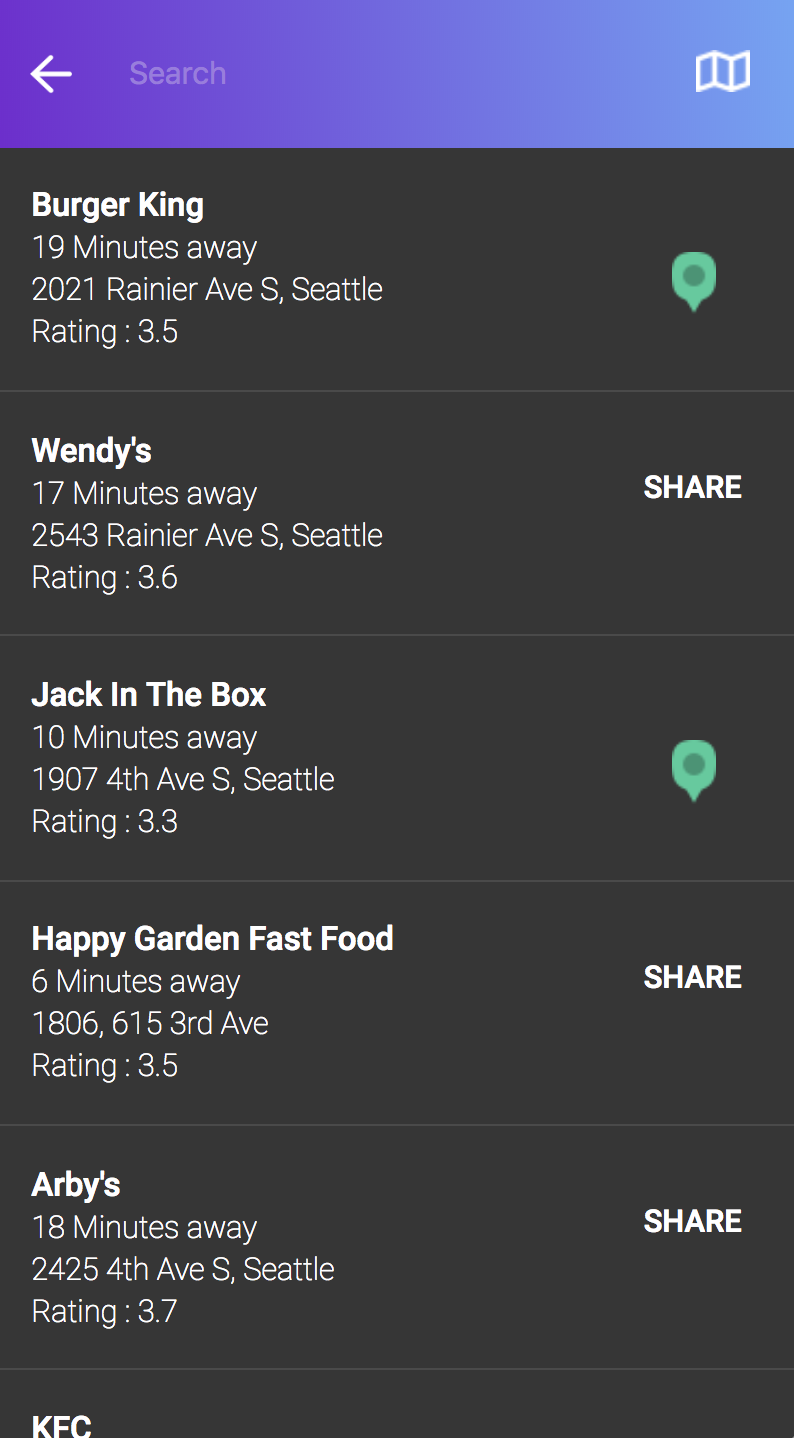 Search
Burger King
19 Minutes away
2021 Rainier Ave S, Seattle
Rating : 3.5
Wendy's
17 Minutes away
2543 Rainier Ave S, Seattle
Rating : 3.6
SHARE
Jack In The Box
10 Minutes away
1907 4th Ave S, Seattle
Rating : 3.3
Happy Garden Fast Food
6 Minutes away
1806, 615 3rd Ave
Rating : 3.5
SHARE
Arby's
18 Minutes away
2425 4th Ave S, Seattle
Rating : 3.7
SHARE
KFC